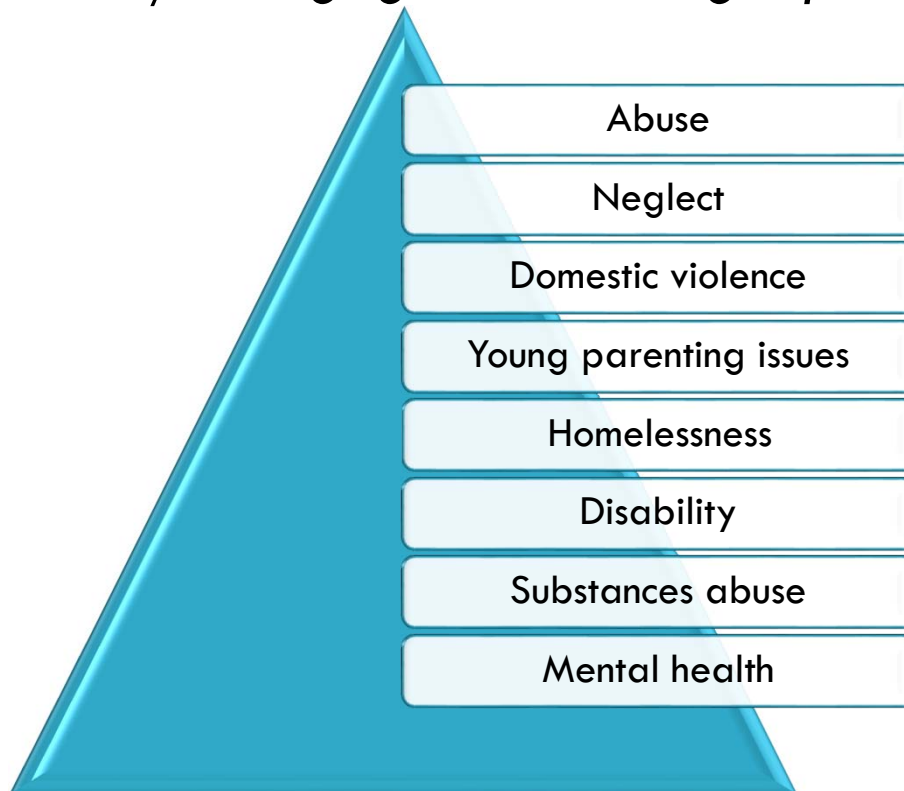 Abuse
Neglect
Domestic violence
Young parenting issues
Homelessness
Disability
Substances abuse
Mental health